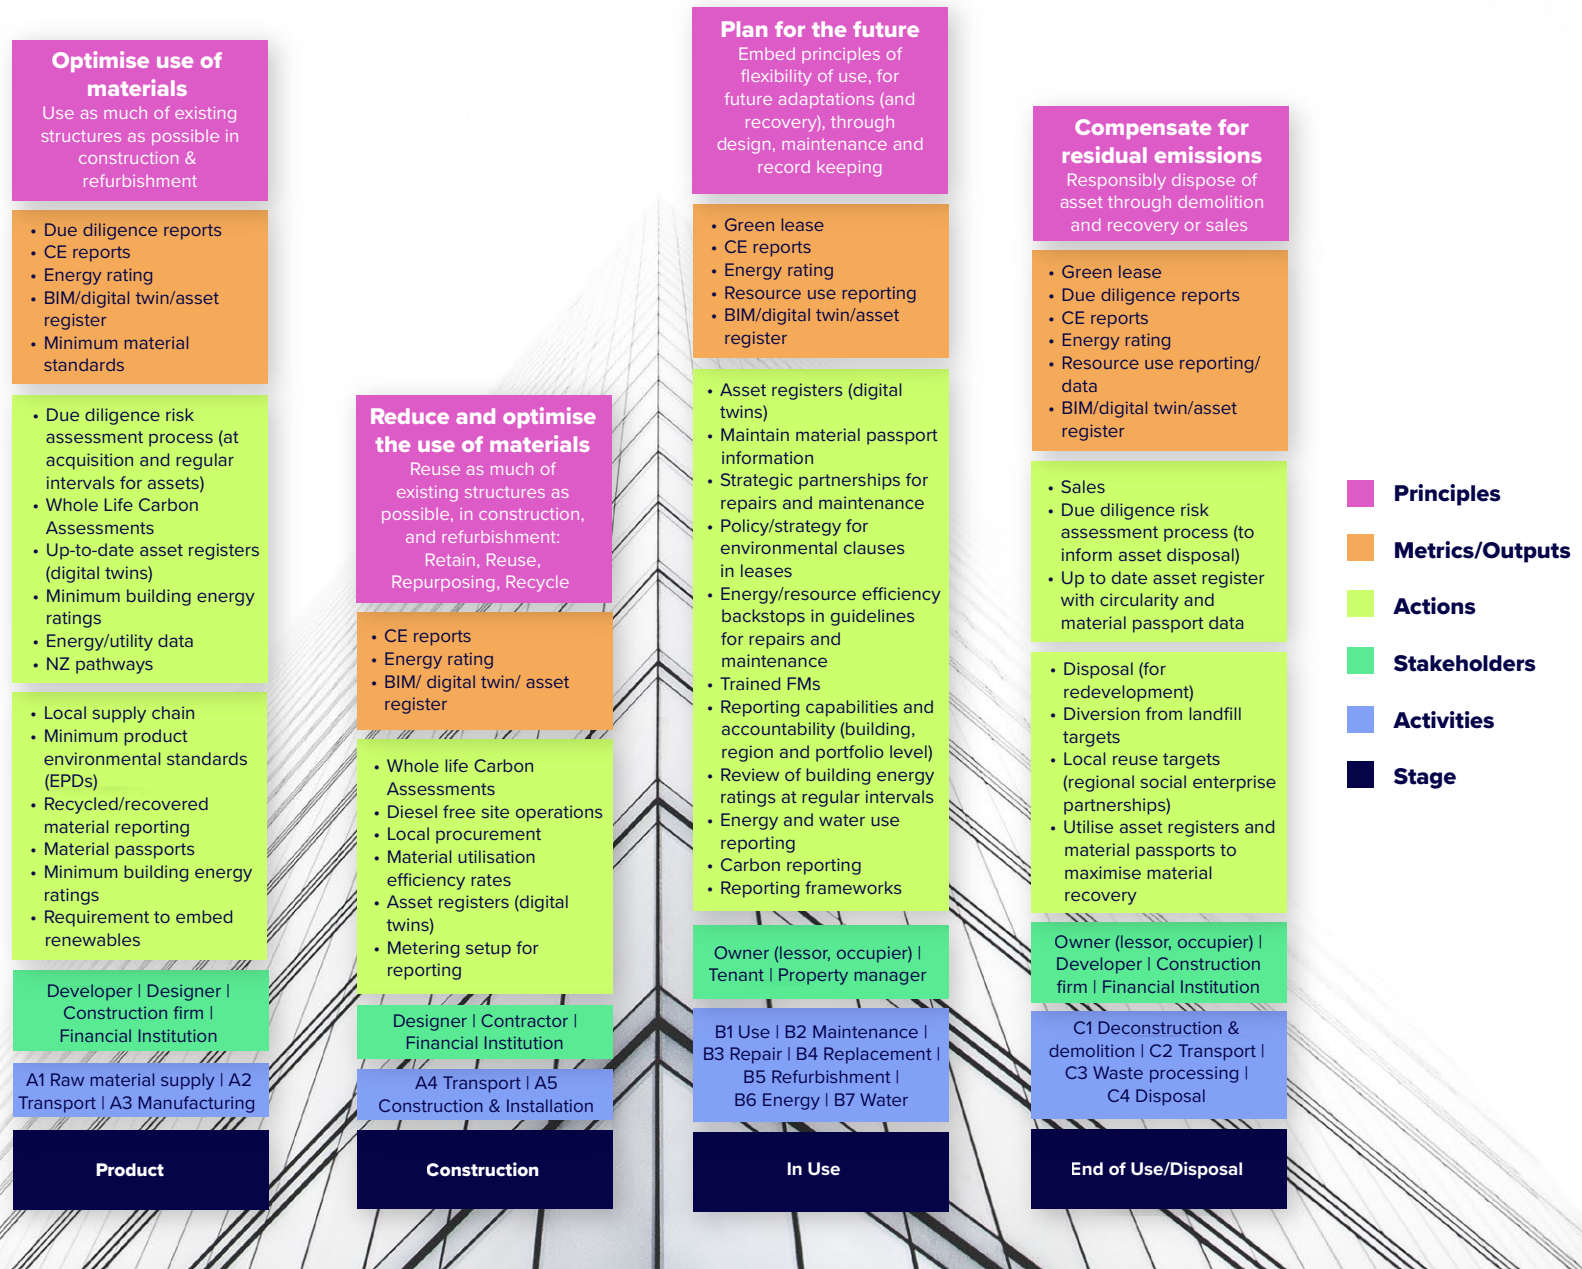 Optimise use of
materials
Use as much of existing
structures as possible in
construction &
refurbishment
• Due diligence reports
• CE reports
• Energy rating
• BIM/digital twin/asset
register
• Minimum material
standards
• Due diligence risk
assessment process (at
acquisition and regular
intervals for assets)
• Whole Life Carbon
Assessments
• Up-to-date asset registers
(digital twins)
• Minimum building energy
ratings
• Energy/utility data
• NZ pathways
• Local supply chain
• Minimum product
environmental standards
(EPDs)
• Recycled/recovered
material reporting
• Material passports
• Minimum building energy
ratings
• Requirement to embed
renewables
Developer | Designer |
Construction firm |
Financial Institution
A1 Raw material supply | A2
Transport | A3 Manufacturing
Product
Reduce and optimise
the use of materials
Reuse as much of
existing structures as
possible, in construction,
and refurbishment:
Retain, Reuse,
Repurposing, Recycle
• CE reports
• Energy rating
• BIM/ digital twin/ asset
register
• Whole life Carbon
Assessments
• Diesel free site operations
• Local procurement
• Material utilisation
efficiency rates
• Asset registers (digital
twins)
• Metering setup for
reporting
Designer | Contractor |
Financial Institution
A4 Transport | A5
Construction & Installation
Construction
Plan for the future
Embed principles of
flexibility of use, for
future adaptations (and
recovery), through
design, maintenance and
record keeping
• Green lease
• CE reports
• Energy rating
• Resource use reporting
• BIM/digital twin/asset
register
• Asset registers (digital
twins)
• Maintain material passport
information
• Strategic partnerships for
repairs and maintenance
• Policy/strategy for
environmental clauses
in leases
• Energy/resource efficiency
backstops in guidelines
for repairs and
maintenance
• Trained FMs
• Reporting capabilities and
accountability (building,
region and portfolio level)
• Review of building energy
ratings at regular intervals
• Energy and water use
reporting
• Carbon reporting
• Reporting frameworks
Owner (lessor, occupier) |
Tenant | Property manager
B1 Use | B2 Maintenance |
B3 Repair | B4 Replacement |
B5 Refurbishment |
B6 Energy | B7 Water
In Use
Compensate for
residual emissions
Responsibly dispose of
asset through demolition
and recovery or sales
• Green lease
• Due diligence reports
• CE reports
• Energy rating
• Resource use reporting/
data
• BIM/digital twin/asset
register
• Sales
• Due diligence risk
assessment process (to
inform asset disposal)
• Up to date asset register
with circularity and
material passport data
• Disposal (for
redevelopment)
• Diversion from landfill
targets
• Local reuse targets
(regional social enterprise
partnerships)
• Utilise asset registers and
material passports to
maximise material
recovery
Owner (lessor, occupier) |
Developer | Construction
firm | Financial Institution
C1 Deconstruction &
demolition | C2 Transport |
C3 Waste processing |
C4 Disposal
End of Use/Disposal
Principles
Metrics/Outputs
Actions
Stakeholders
Activities
Stage